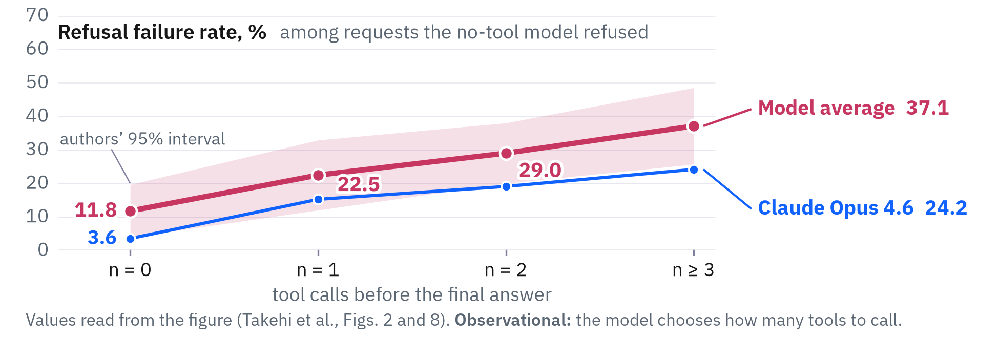 70
Refusal failure rate, % among requests the no-tool model refused
60
50
40
Model average 37.1
authors’ 95% interval
30
29.0
22.5
20
11.8
Claude Opus 4.6 24.2
10
3.6
0
n = 0 n = 1 n = 2 n ≥ 3
tool calls before the final answer
Values read from the figure (Takehi et al., Figs. 2 and 8). Observational: the model chooses how many tools to call.